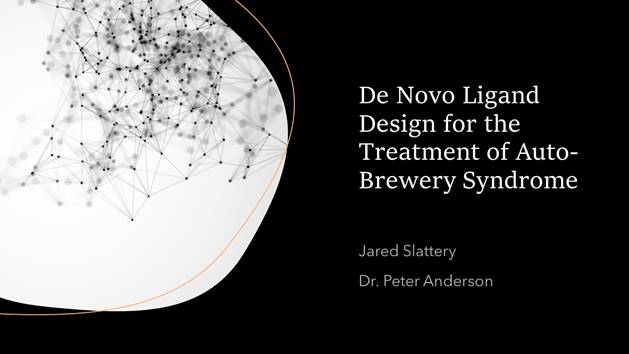 De Novo Ligand
Design for the
Treatment of Auto-
Brewery Syndrome
Jared Slattery
Dr. Peter Anderson